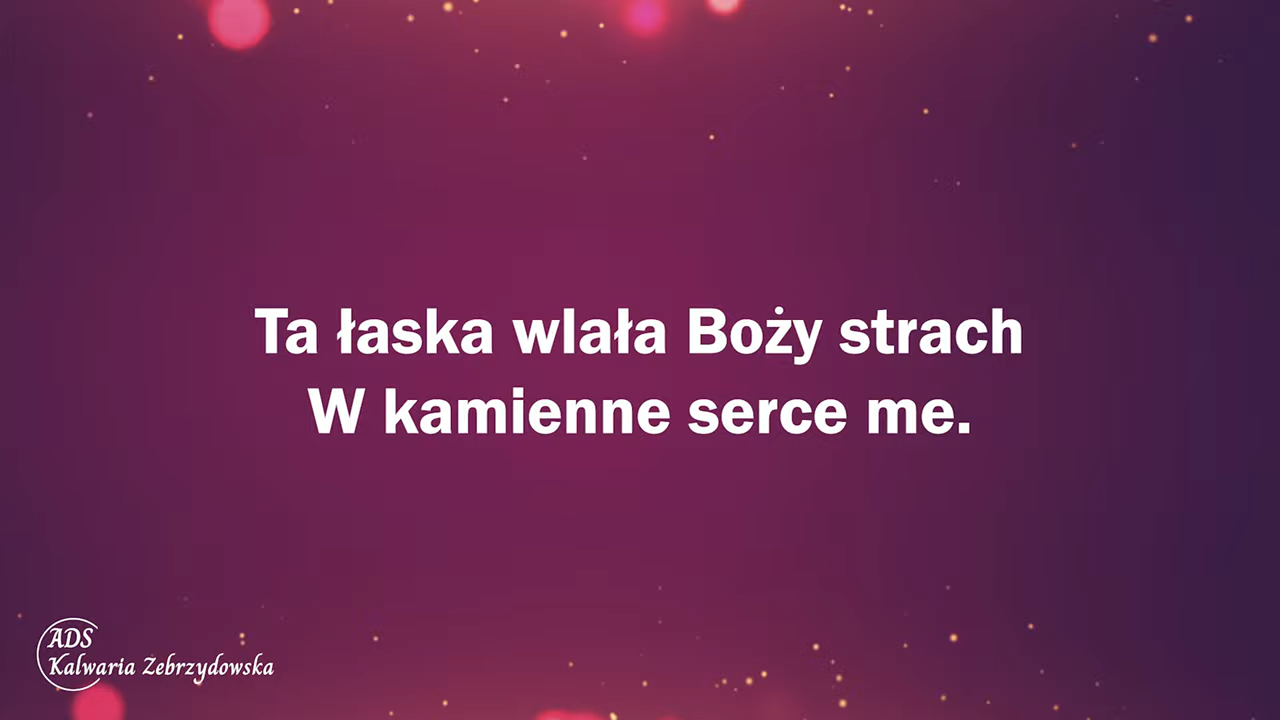 Ta łaska wlała Boży strach
W kamienne serce me.
ADS
Kalwaria Zebrzydowska